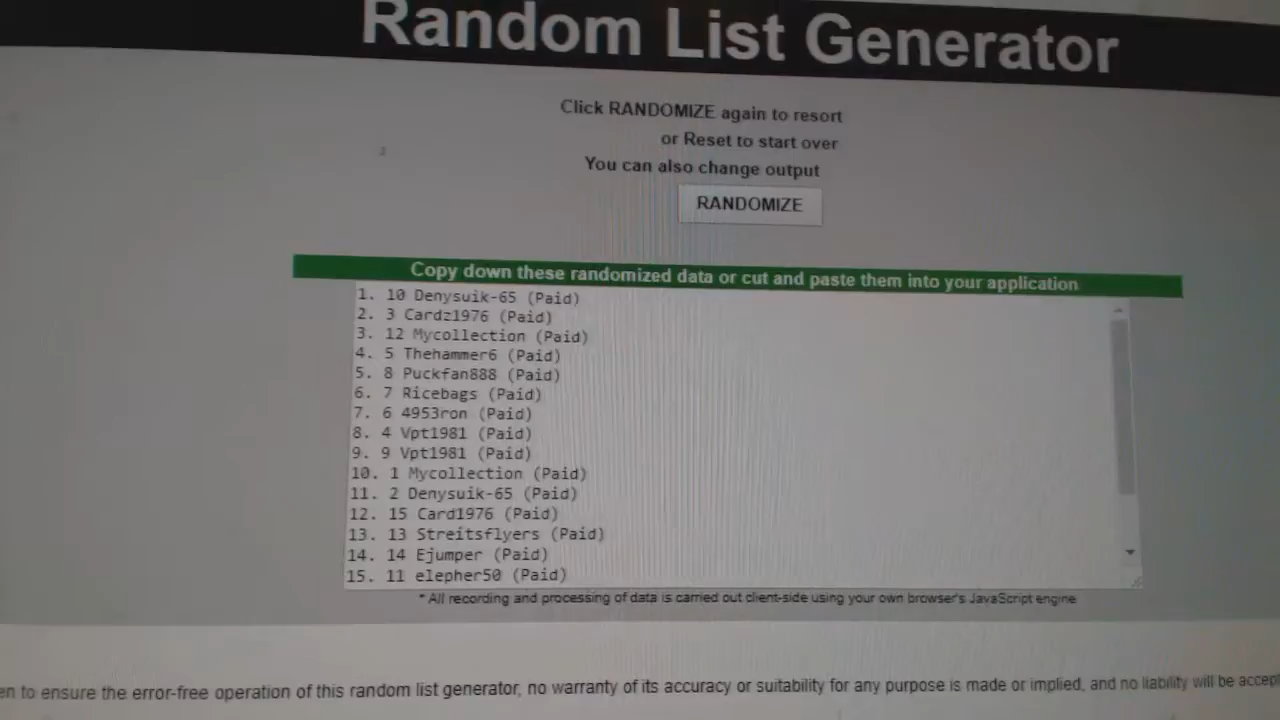 Random List Generator
Click RANDOMIZE again to resort
or Reset to start over
You can also change output
RANDOMIZE
Copy down these randomized data or cut and paste them into your application
1. 10 Denysuik-65 (Paid)
2. 3 Cardz1976 (Paid)
3. 12 Mycollection (Paid)
4. 5 Thehammer6 (Paid)
5. 8 Puckfan888 (Paid)
6. 7 Ricebags (Paid)
7. 6 4953ron (Paid)
8. 4 Vpt1981 (Paid)
9. 9 Vpt1981 (Paid)
10. 1 Mycollection (Paid)
11. 2 Denysuik-65 (Paid)
12. 15 Card1976 (Paid)
13. 13 Streitsflyers (Paid)
14. 14 Ejumper (Paid)
15. 11 elepher50 (Paid)
* All recording and processing of data is carried out client-side using your own browser's JavaScript engine
en to ensure the error-free operation of this random list generator, no warranty of its accuracy or suitability for any purpose is made or implied, and no liability will be accep